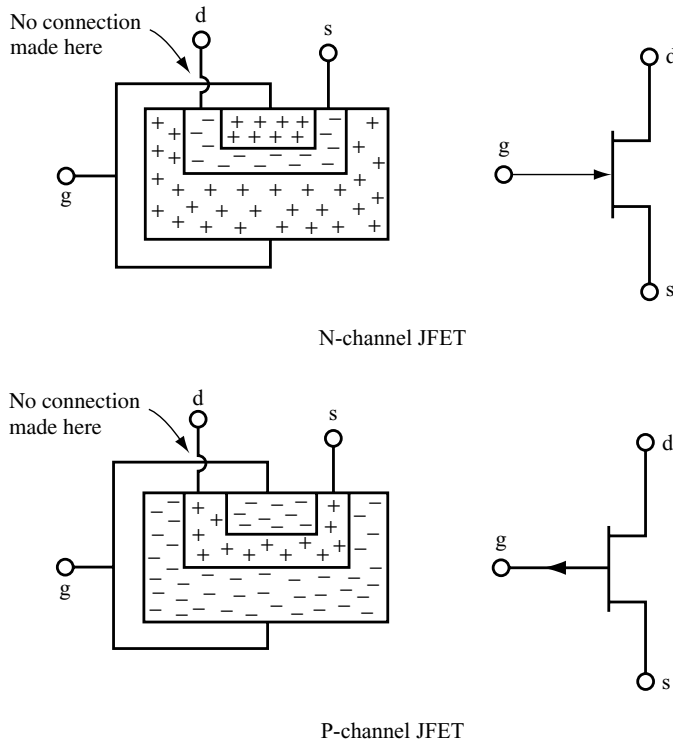 No connection
made here
d
s
g
d
g
s
N-channel JFET
No connection
made here
d
s
g
d
g
s
P-channel JFET